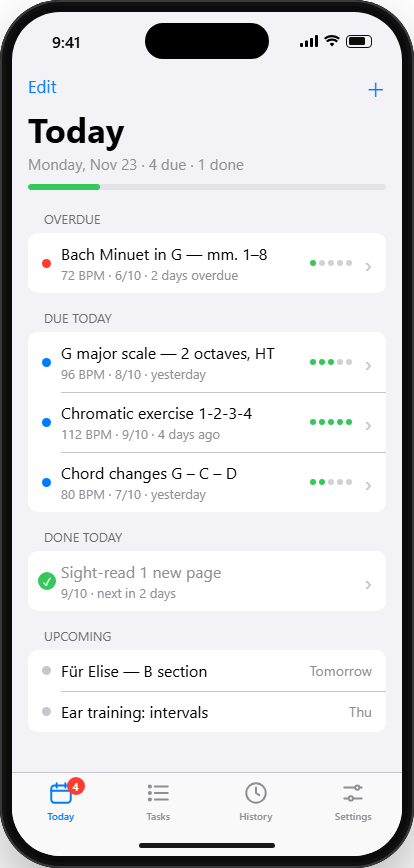 9:41
Edit
Today
Monday, Nov 23 · 4 due · 1 done
OVERDUE
Bach Minuet in G — mm. 1–8
72 BPM · 6/10 · 2 days overdue
DUE TODAY
G major scale — 2 octaves, HT
96 BPM · 8/10 · yesterday
Chromatic exercise 1-2-3-4
112 BPM · 9/10 · 4 days ago
Chord changes G – C – D
80 BPM · 7/10 · yesterday
DONE TODAY
Sight-read 1 new page
9/10 · next in 2 days
UPCOMING
Für Elise — B section Tomorrow
Ear training: intervals Thu
4
Today Tasks History Settings